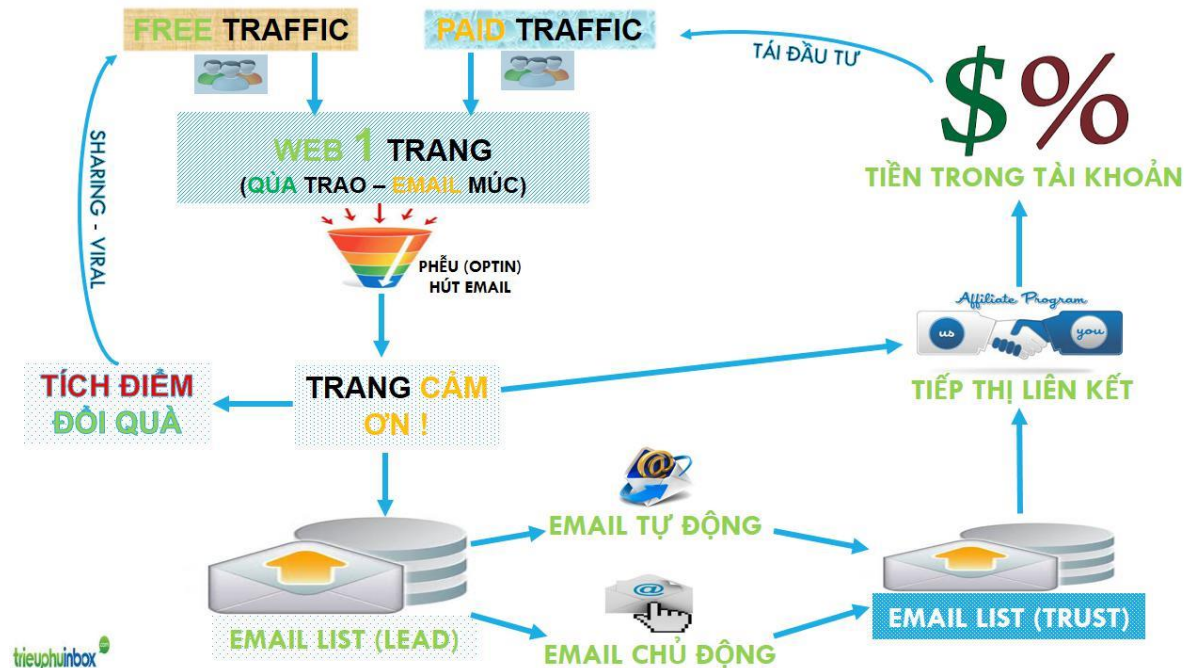 FREE TRAFFIC
PAID TRAFFIC
TÁI ĐẦU TƯ
$%
TIỀN TRONG TÀI KHOẢN
WEB 1 TRANG
(QÙA TRAO – EMAIL MÚC)
SHARING - VIRAL
PHỄU (OPTIN)
HÚT EMAIL
Affiliate Program
us
you
TIẾP THỊ LIÊN KẾT
TÍCH ĐIỂM
ĐỔI QUÀ
TRANG CẢM
ƠN !
@
EMAIL TỰ ĐỘNG
@
EMAIL LIST (LEAD)
EMAIL LIST (TRUST)
EMAIL CHỦ ĐỘNG
trieuphuinbox